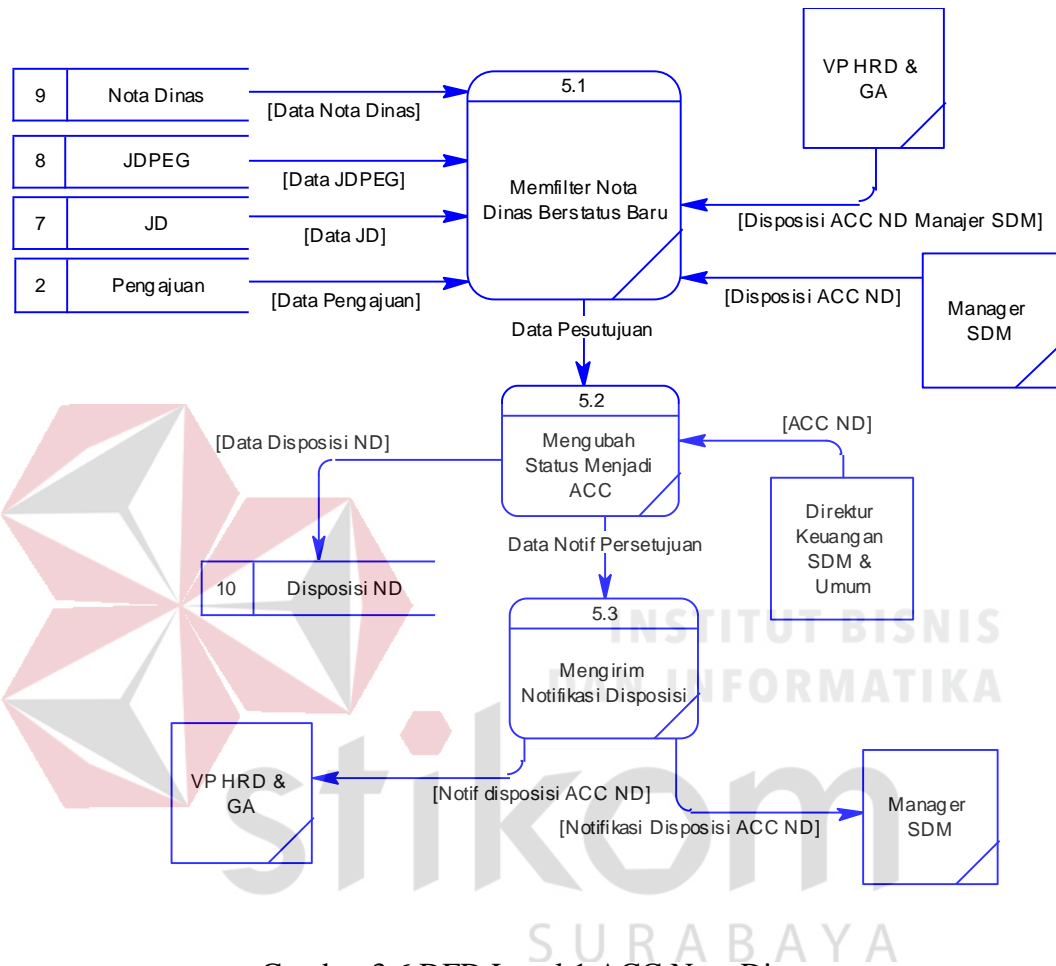 9 Nota Dinas
[Data Nota Dinas]
8 JDPEG
[Data JDPEG]
7 JD
[Data JD]
2 Pengajuan
[Data Pengajuan]
5.1
Memfilter Nota
Dinas Berstatus Baru
VP HRD &
GA
[Disposisi ACC ND Manajer SDM]
[Disposisi ACC ND]
Manager
SDM
Data Pesutujuan
5.2
Mengubah
Status Menjadi
ACC
[Data Disposisi ND]
[ACC ND]
Direktur
Keuangan
SDM &
Umum
10 Disposisi ND
Data Notif Persetujuan
5.3
Mengirim
Notifikasi Disposisi
INSTITUT BISNIS
DAN INFORMATIKA
stikom
SURABAYA
VP HRD &
GA
[Notif disposisi ACC ND]
[Notifikasi Disposisi ACC ND]
Manager
SDM